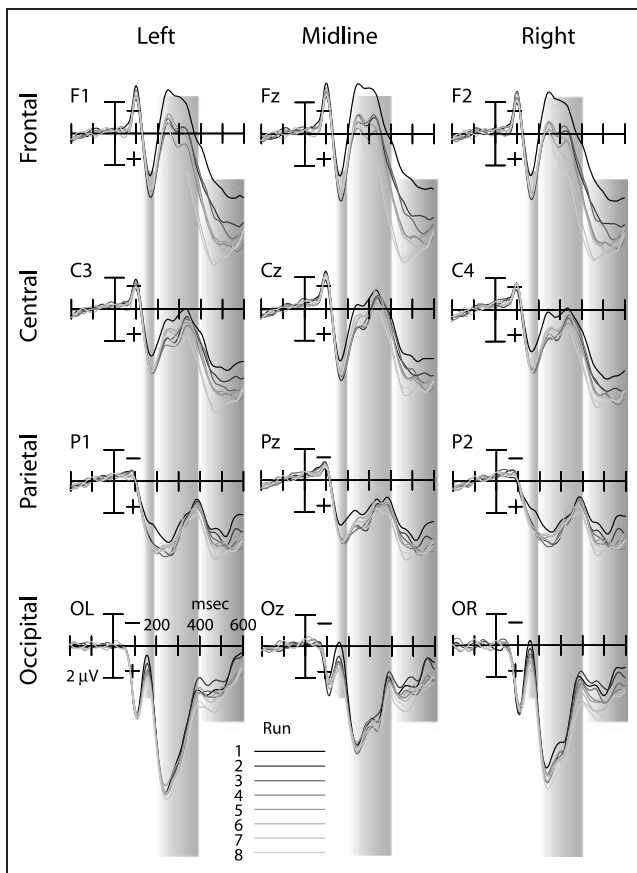 Left Midline Right
Frontal
F1 Fz F2
− − −
+ + +
Central
C3 Cz C4
− − −
+ + +
Parietal
P1 Pz P2
− − −
+ + +
Occipital
OL msec Oz OR
− 200 400 600 − −
2 µV + + +
Run
1
2
3
4
5
6
7
8